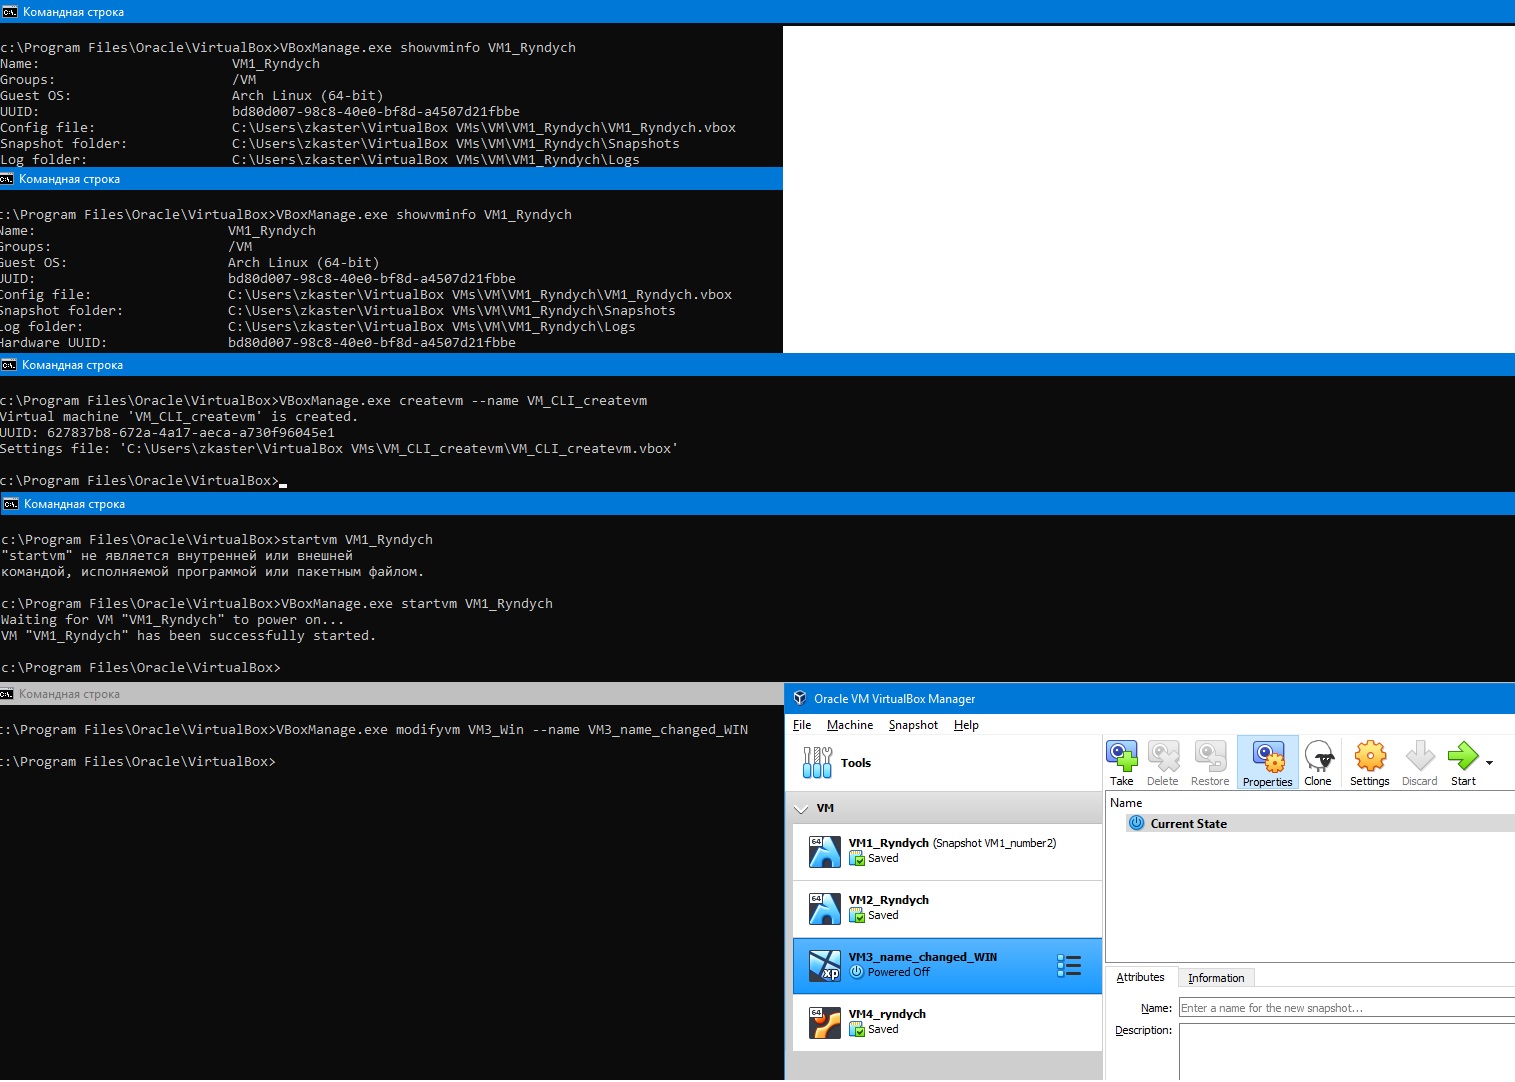 Командная строка
c:\Program Files\Oracle\VirtualBox>VBoxManage.exe showvminfo VM1_Ryndych
Name: VM1_Ryndych
Groups: /VM
Guest OS: Arch Linux (64-bit)
UUID: bd80d007-98c8-40e0-bf8d-a4507d21fbbe
Config file: C:\Users\zkaster\VirtualBox VMs\VM\VM1_Ryndych\VM1_Ryndych.vbox
Snapshot folder: C:\Users\zkaster\VirtualBox VMs\VM\VM1_Ryndych\Snapshots
Log folder: C:\Users\zkaster\VirtualBox VMs\VM\VM1_Ryndych\Logs
Командная строка
c:\Program Files\Oracle\VirtualBox>VBoxManage.exe showvminfo VM1_Ryndych
Name: VM1_Ryndych
Groups: /VM
Guest OS: Arch Linux (64-bit)
UUID: bd80d007-98c8-40e0-bf8d-a4507d21fbbe
Config file: C:\Users\zkaster\VirtualBox VMs\VM\VM1_Ryndych\VM1_Ryndych.vbox
Snapshot folder: C:\Users\zkaster\VirtualBox VMs\VM\VM1_Ryndych\Snapshots
Log folder: C:\Users\zkaster\VirtualBox VMs\VM\VM1_Ryndych\Logs
Hardware UUID: bd80d007-98c8-40e0-bf8d-a4507d21fbbe
Командная строка
c:\Program Files\Oracle\VirtualBox>VBoxManage.exe createvm --name VM_CLI_createvm
Virtual machine 'VM_CLI_createvm' is created.
UUID: 627837b8-672a-4a17-aeca-a730f96045e1
Settings file: 'C:\Users\zkaster\VirtualBox VMs\VM_CLI_createvm\VM_CLI_createvm.vbox'
c:\Program Files\Oracle\VirtualBox>
Командная строка
c:\Program Files\Oracle\VirtualBox>startvm VM1_Ryndych
"startvm" не является внутренней или внешней
командой, исполняемой программой или пакетным файлом.
c:\Program Files\Oracle\VirtualBox>VBoxManage.exe startvm VM1_Ryndych
Waiting for VM "VM1_Ryndych" to power on...
VM "VM1_Ryndych" has been successfully started.
c:\Program Files\Oracle\VirtualBox>
Командная строка
c:\Program Files\Oracle\VirtualBox>VBoxManage.exe modifyvm VM3_Win --name VM3_name_changed_WIN
c:\Program Files\Oracle\VirtualBox>
Oracle VM VirtualBox Manager
File Machine Snapshot Help
Tools
Take Delete Restore Properties Clone Settings Discard Start
VM
64
VM1_Ryndych (Snapshot VM1_number2)
Saved
64
VM2_Ryndych
Saved
xp
VM3_name_changed_WIN
Powered Off
64
VM4_ryndych
Saved
Name
Current State
Attributes Information
Name: Enter a name for the new snapshot...
Description: